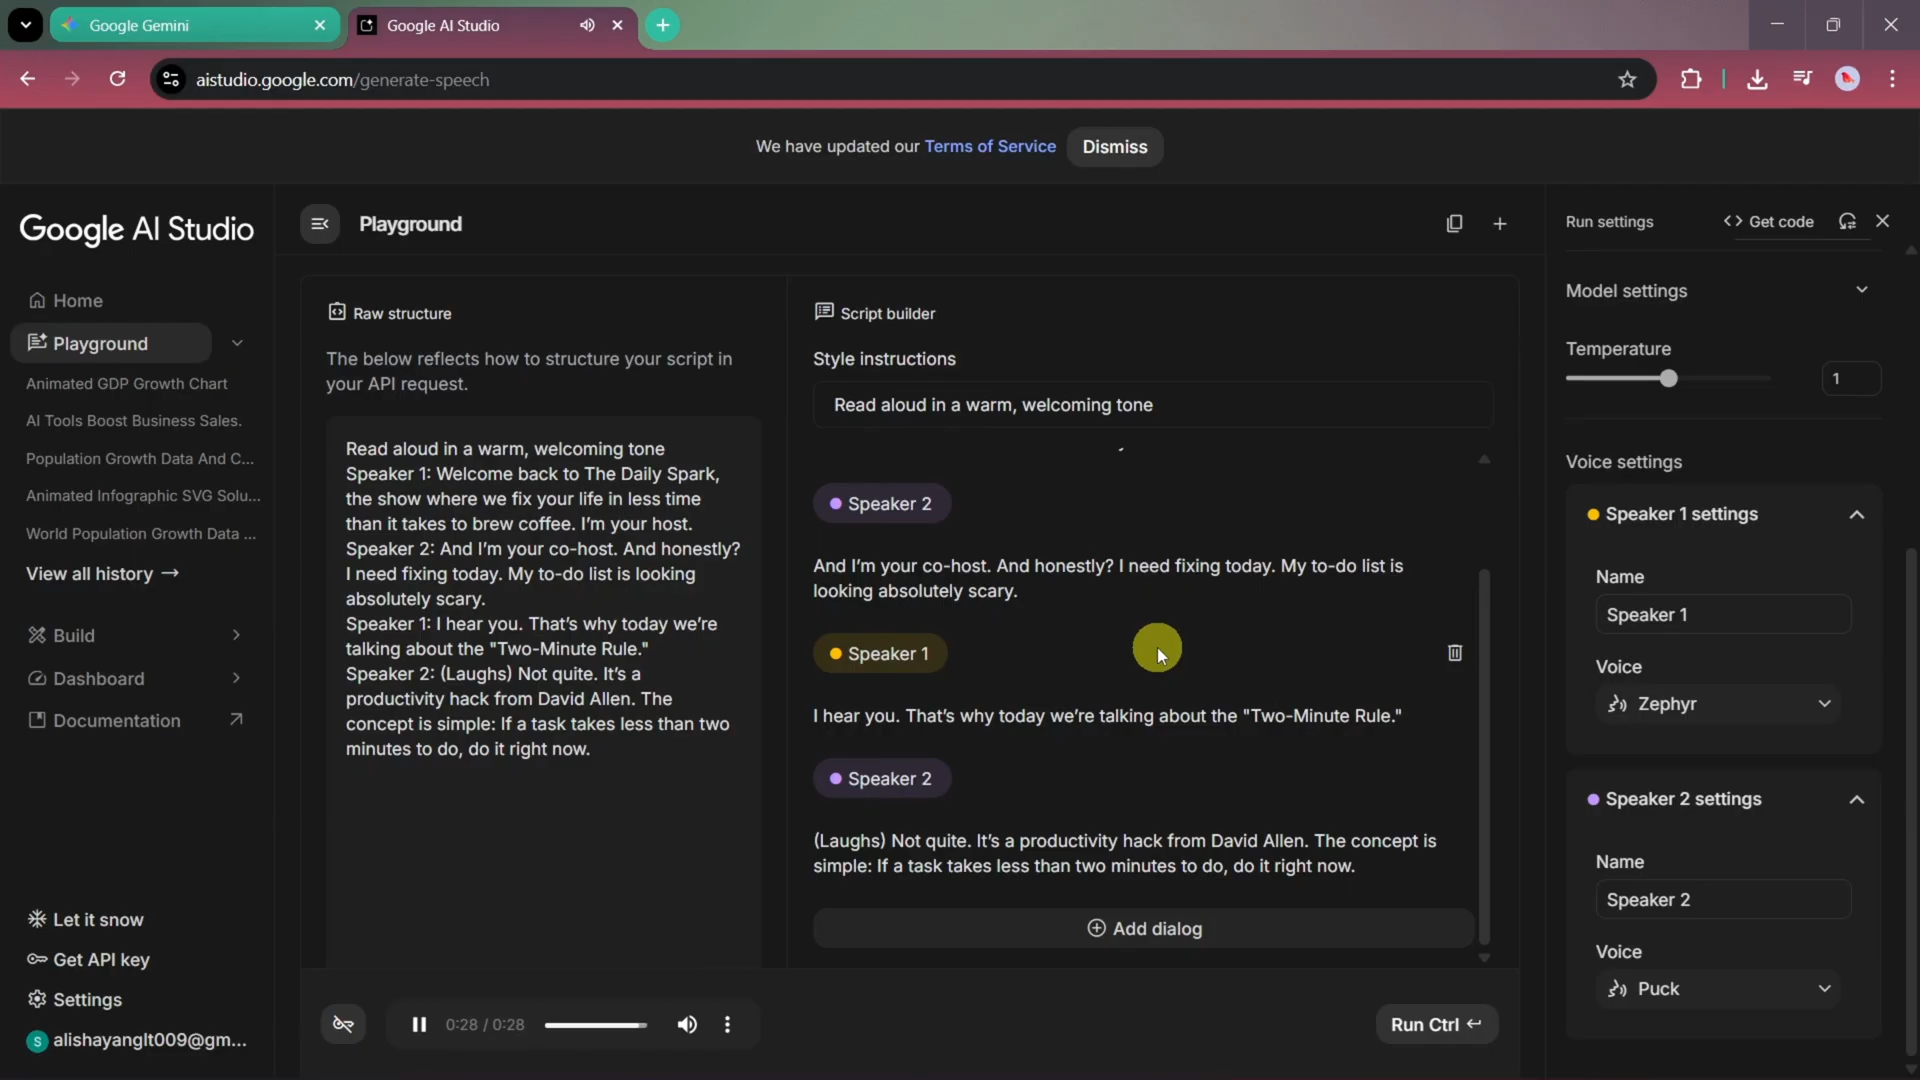 Google Gemini
Google AI Studio
aistudio.google.com/generate-speech
We have updated our Terms of Service
Dismiss
Google AI Studio
Home
Playground
Animated GDP Growth Chart
AI Tools Boost Business Sales.
Population Growth Data And C...
Animated Infographic SVG Solu...
World Population Growth Data ...
View all history →
Build
Dashboard
Documentation
Let it snow
Get API key
Settings
S
alishayanglt009@gm...
Playground
Raw structure
The below reflects how to structure your script in
your API request.
Read aloud in a warm, welcoming tone
Speaker 1: Welcome back to The Daily Spark,
the show where we fix your life in less time
than it takes to brew coffee. I'm your host.
Speaker 2: And I'm your co-host. And honestly?
I need fixing today. My to-do list is looking
absolutely scary.
Speaker 1: I hear you. That's why today we're
talking about the "Two-Minute Rule."
Speaker 2: (Laughs) Not quite. It's a
productivity hack from David Allen. The
concept is simple: If a task takes less than two
minutes to do, do it right now.
Script builder
Style instructions
Read aloud in a warm, welcoming tone
Speaker 2
And I'm your co-host. And honestly? I need fixing today. My to-do list is
looking absolutely scary.
Speaker 1
I hear you. That's why today we're talking about the "Two-Minute Rule."
Speaker 2
(Laughs) Not quite. It's a productivity hack from David Allen. The concept is
simple: If a task takes less than two minutes to do, do it right now.
Add dialog
0:28 / 0:28
Run Ctrl ↵
Run settings
<> Get code
Model settings
Temperature
1
Voice settings
Speaker 1 settings
Name
Speaker 1
Voice
Zephyr
Speaker 2 settings
Name
Speaker 2
Voice
Puck